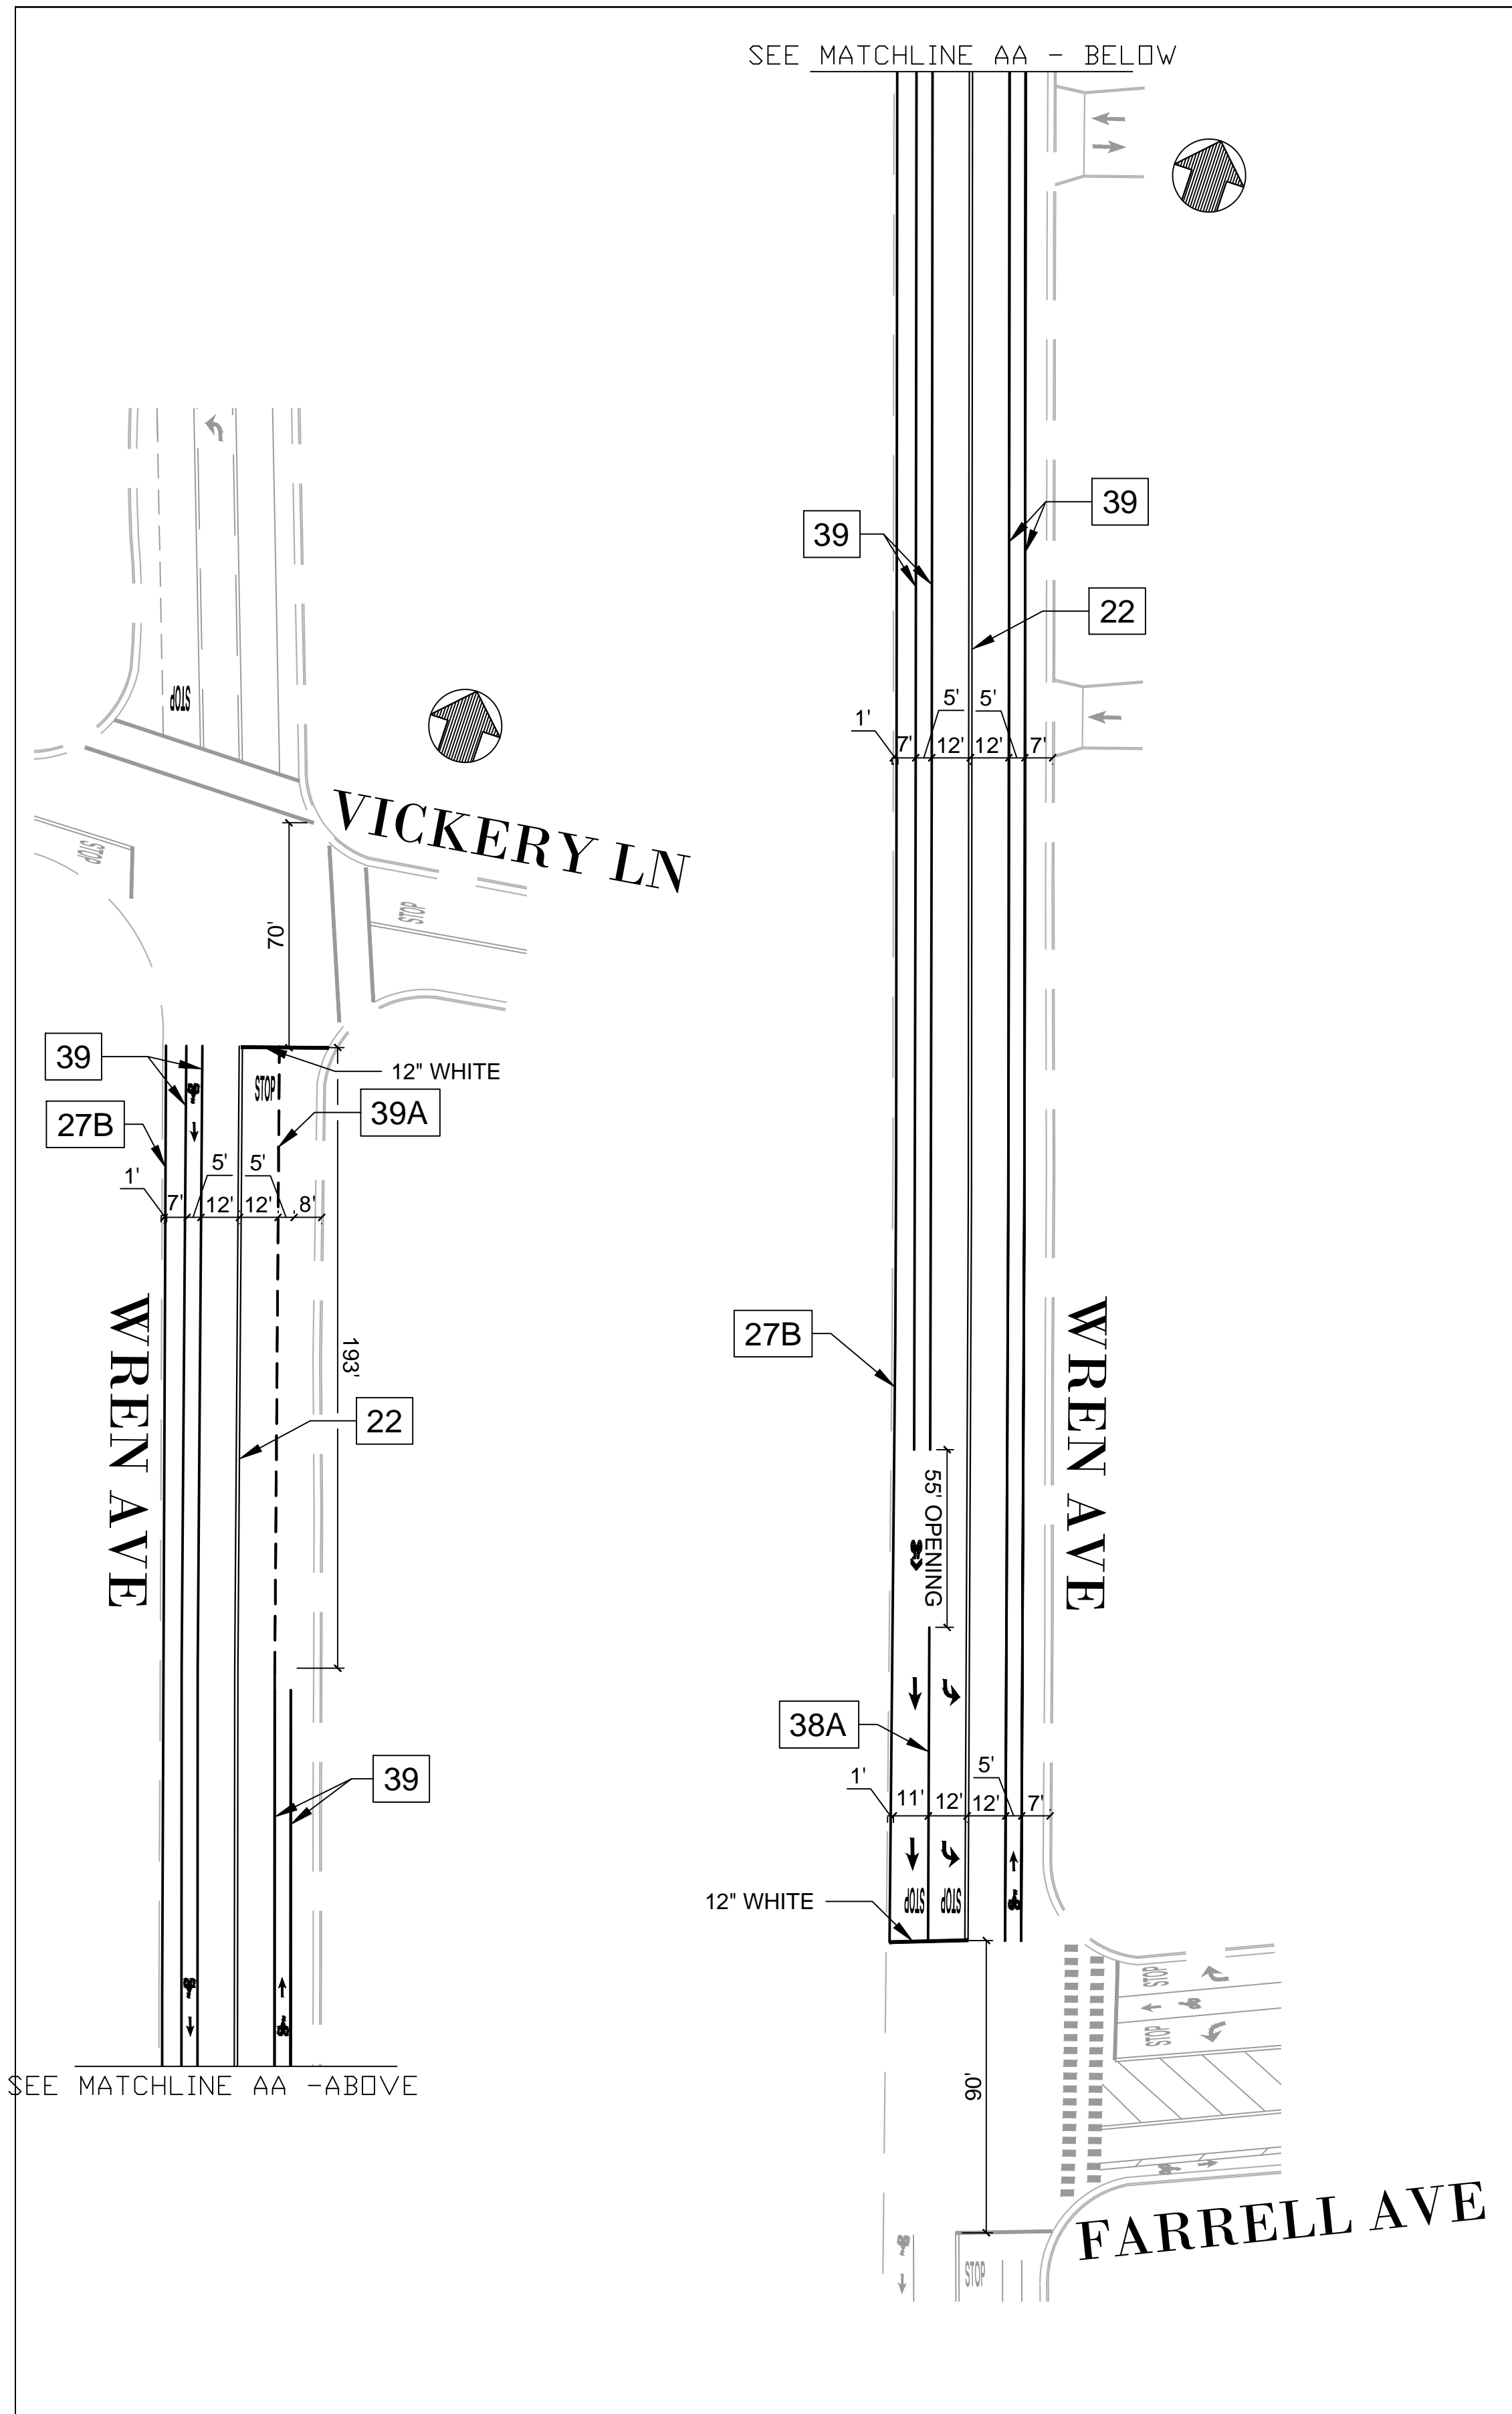 SEE MATCHLINE AA - BELOW
39
39
22
5'
5'
1'
7'
12'
12'
7'
STOP
VICKERY LN
STOP
STOP
70'
39
12" WHITE
STOP
39A
27B
5'
5'
1'
7'
12'
12'
8'
WREN AVE
193'
22
39
SEE MATCHLINE AA -ABOVE
27B
WREN AVE
55' OPENING
38A
5'
1'
11'
12'
12'
7'
STOP
STOP
12" WHITE
STOP
STOP
90'
FARRELL AVE
STOP